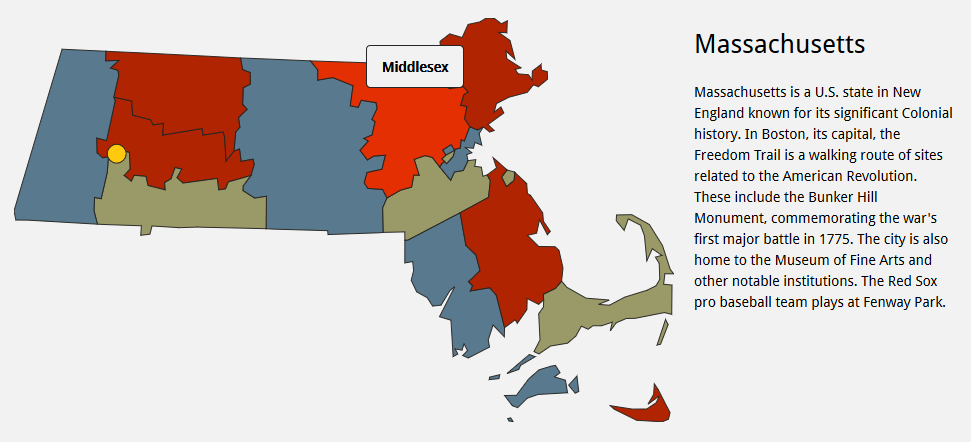 Massachusetts
Middlesex
Massachusetts is a U.S. state in New
England known for its significant Colonial
history. In Boston, its capital, the
Freedom Trail is a walking route of sites
related to the American Revolution.
These include the Bunker Hill
Monument, commemorating the war's
first major battle in 1775. The city is also
home to the Museum of Fine Arts and
other notable institutions. The Red Sox
pro baseball team plays at Fenway Park.